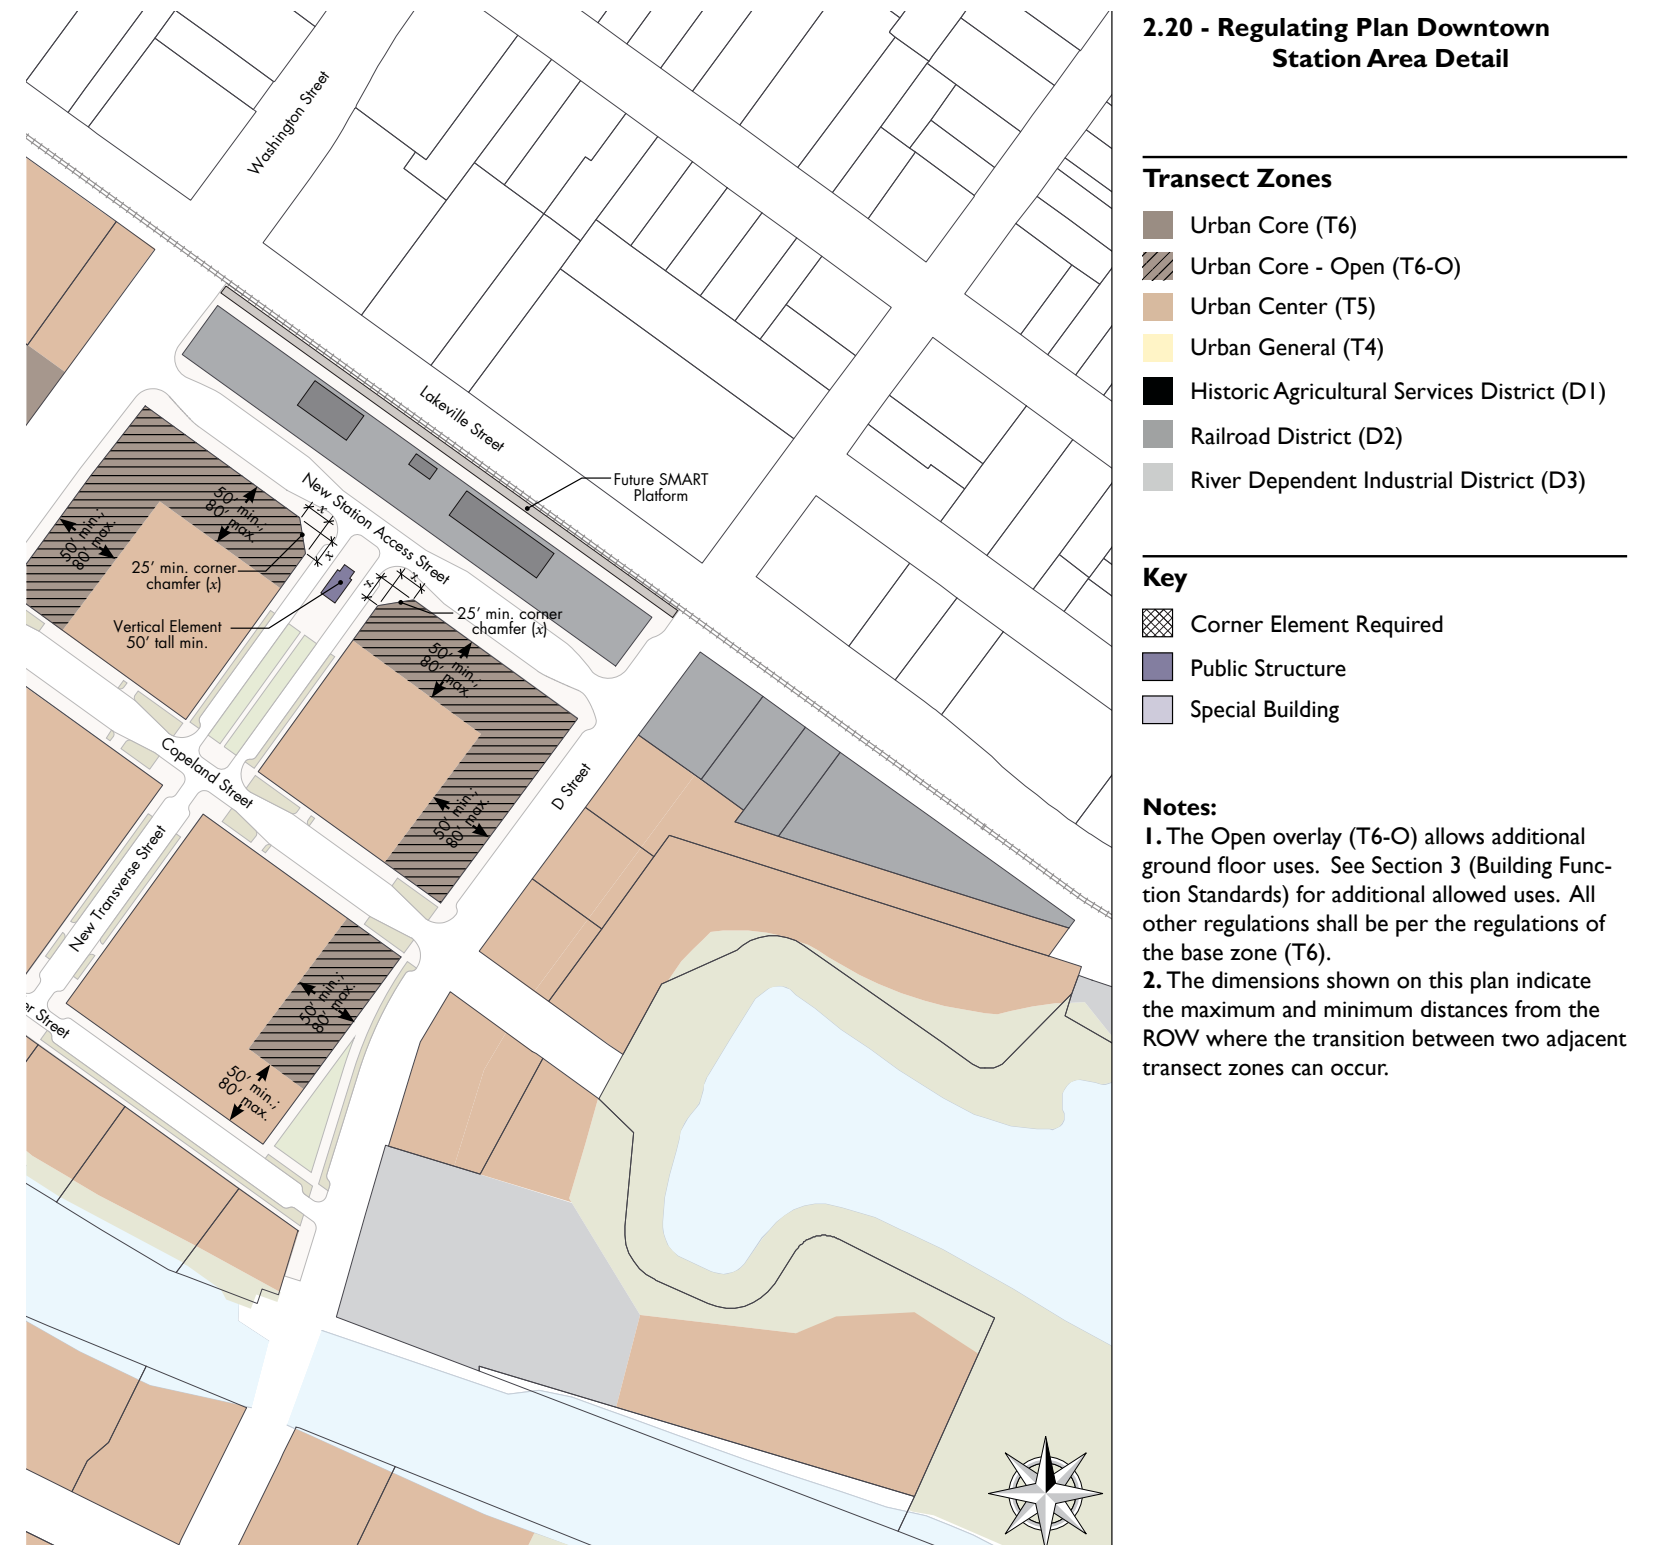 2.20 - Regulating Plan Downtown
Station Area Detail
Transect Zones
Urban Core (T6)
Urban Core - Open (T6-O)
Urban Center (T5)
Urban General (T4)
Historic Agricultural Services District (D1)
Railroad District (D2)
River Dependent Industrial District (D3)
Key
Corner Element Required
Public Structure
Special Building
Notes:
1. The Open overlay (T6-O) allows additional
ground floor uses. See Section 3 (Building Func-
tion Standards) for additional allowed uses. All
other regulations shall be per the regulations of
the base zone (T6).
2. The dimensions shown on this plan indicate
the maximum and minimum distances from the
ROW where the transition between two adjacent
transect zones can occur.
Washington Street
Lakeville Street
Future SMART
Platform
New Station Access Street
50' min.;
80' max.
50' min.;
80' max.
x
x
25' min. corner
chamfer (x)
x
x
25' min. corner
chamfer (x)
Vertical Element
50' tall min.
50' min.;
80' max.
50' min.;
80' max.
Copeland Street
D Street
New Transverse Street
50' min.;
80' max.
er Street
50' min.;
80' max.